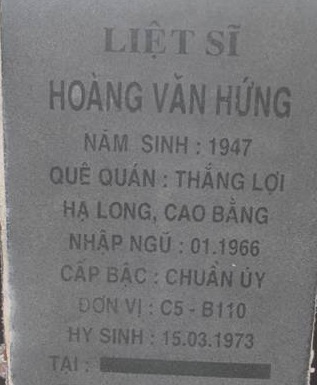 LIỆT SĨ
HOÀNG VĂN HỨNG
NĂM SINH : 1947
QUÊ QUÁN : THẮNG LỢI
HẠ LONG, CAO BẰNG
NHẬP NGŨ : 01.1966
CẤP BẬC : CHUẨN ÚY
ĐƠN VỊ : C5 - B110
HY SINH : 15.03.1973
TẠI :